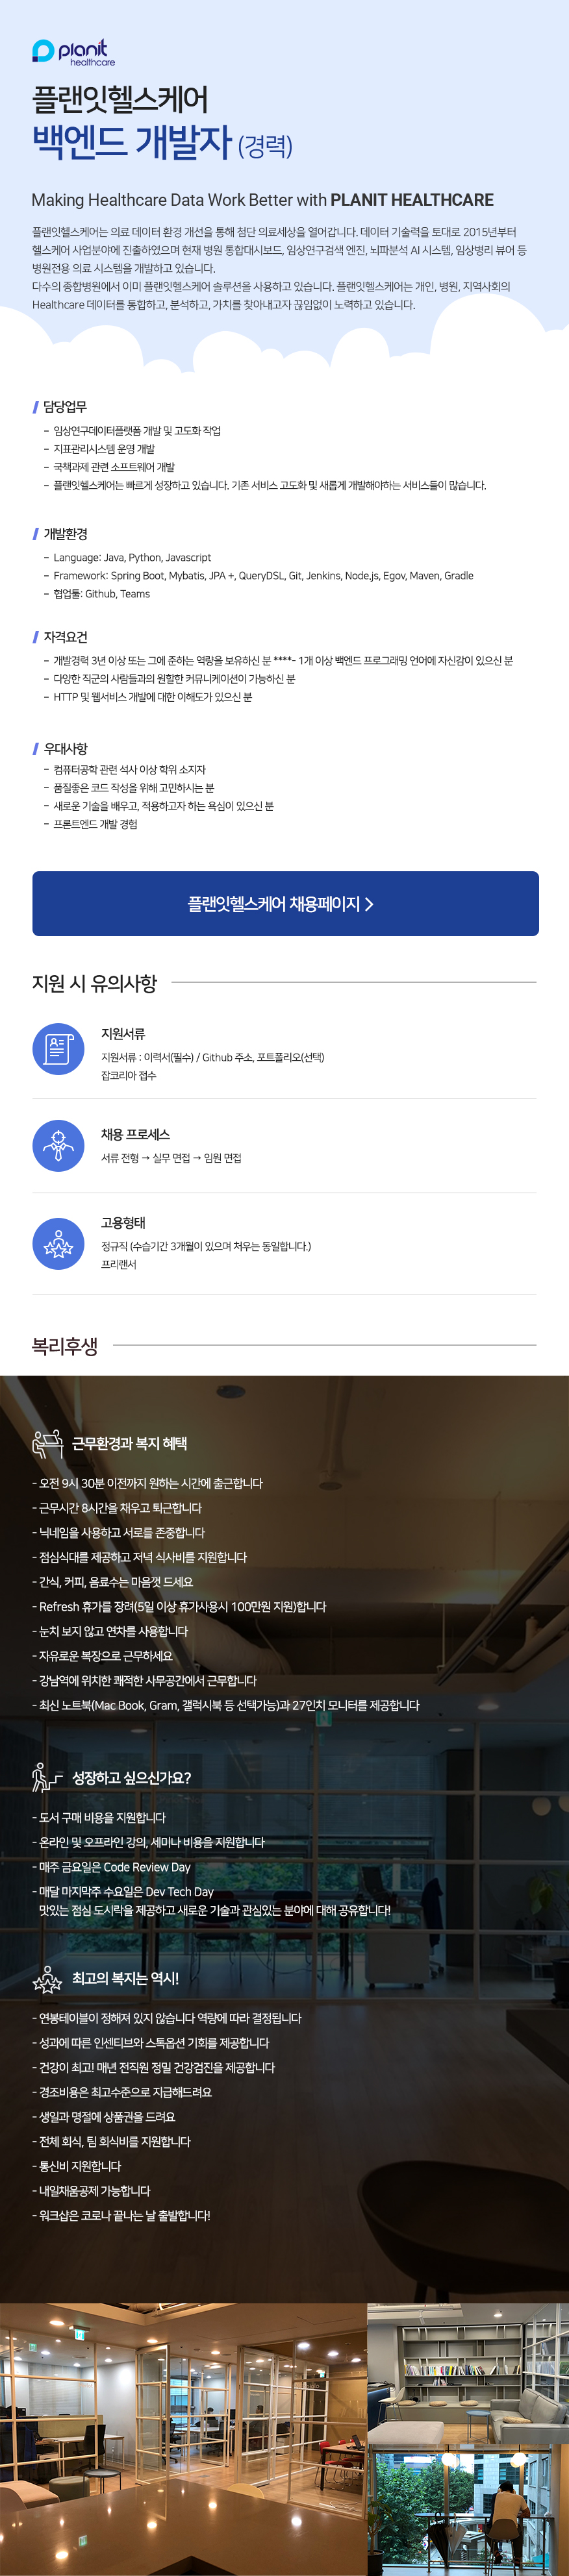 planit
healthcare
플랜잇헬스케어
백엔드 개발자 (경력)
Making Healthcare Data Work Better with PLANIT HEALTHCARE
플랜잇헬스케어는 의료 데이터 환경 개선을 통해 첨단 의료세상을 열어갑니다. 데이터 기술력을 토대로 2015년부터
헬스케어 사업분야에 진출하였으며 현재 병원 통합대시보드, 임상연구검색 엔진, 뇌파분석 AI 시스템, 임상병리 뷰어 등
병원전용 의료 시스템을 개발하고 있습니다.
다수의 종합병원에서 이미 플랜잇헬스케어 솔루션을 사용하고 있습니다. 플랜잇헬스케어는 개인, 병원, 지역사회의
Healthcare 데이터를 통합하고, 분석하고, 가치를 찾아내고자 끊임없이 노력하고 있습니다.
담당업무
- 임상연구데이터플랫폼 개발 및 고도화 작업
- 지표관리시스템 운영 개발
- 국책과제 관련 소프트웨어 개발
- 플랜잇헬스케어는 빠르게 성장하고 있습니다. 기존 서비스 고도화 및 새롭게 개발해야하는 서비스들이 많습니다.
개발환경
- Language: Java, Python, Javascript
- Framework: Spring Boot, Mybatis, JPA +, QueryDSL, Git, Jenkins, Node.js, Egov, Maven, Gradle
- 협업툴: Github, Teams
자격요건
- 개발경력 3년 이상 또는 그에 준하는 역량을 보유하신 분 ****- 1개 이상 백엔드 프로그래밍 언어에 자신감이 있으신 분
- 다양한 직군의 사람들과의 원할한 커뮤니케이션이 가능하신 분
- HTTP 및 웹서비스 개발에 대한 이해도가 있으신 분
우대사항
- 컴퓨터공학 관련 석사 이상 학위 소지자
- 품질좋은 코드 작성을 위해 고민하시는 분
- 새로운 기술을 배우고, 적용하고자 하는 욕심이 있으신 분
- 프론트엔드 개발 경험
플랜잇헬스케어 채용페이지 >
지원 시 유의사항
지원서류
지원서류 : 이력서(필수) / Github 주소, 포트폴리오(선택)
잡코리아 접수
채용 프로세스
서류 전형 → 실무 면접 → 임원 면접
고용형태
정규직 (수습기간 3개월이 있으며 처우는 동일합니다.)
프리랜서
복리후생
근무환경과 복지 혜택
- 오전 9시 30분 이전까지 원하는 시간에 출근합니다
- 근무시간 8시간을 채우고 퇴근합니다
- 닉네임을 사용하고 서로를 존중합니다
- 점심식대를 제공하고 저녁 식사비를 지원합니다
- 간식, 커피, 음료수는 마음껏 드세요
- Refresh 휴가를 장려(5일 이상 휴가사용시 100만원 지원)합니다
- 눈치 보지 않고 연차를 사용합니다
- 자유로운 복장으로 근무하세요
- 강남역에 위치한 쾌적한 사무공간에서 근무합니다
- 최신 노트북(Mac Book, Gram, 갤럭시북 등 선택가능)과 27인치 모니터를 제공합니다
성장하고 싶으신가요?
- 도서 구매 비용을 지원합니다
- 온라인 및 오프라인 강의, 세미나 비용을 지원합니다
- 매주 금요일은 Code Review Day
- 매달 마지막주 수요일은 Dev Tech Day
맛있는 점심 도시락을 제공하고 새로운 기술과 관심있는 분야에 대해 공유합니다!
최고의 복지는 역시!
- 연봉테이블이 정해져 있지 않습니다 역량에 따라 결정됩니다
- 성과에 따른 인센티브와 스톡옵션 기회를 제공합니다
- 건강이 최고! 매년 전직원 정밀 건강검진을 제공합니다
- 경조비용은 최고수준으로 지급해드려요
- 생일과 명절에 상품권을 드려요
- 전체 회식, 팀 회식비를 지원합니다
- 통신비 지원합니다
- 내일채움공제 가능합니다
- 워크샵은 코로나 끝나는 날 출발합니다!